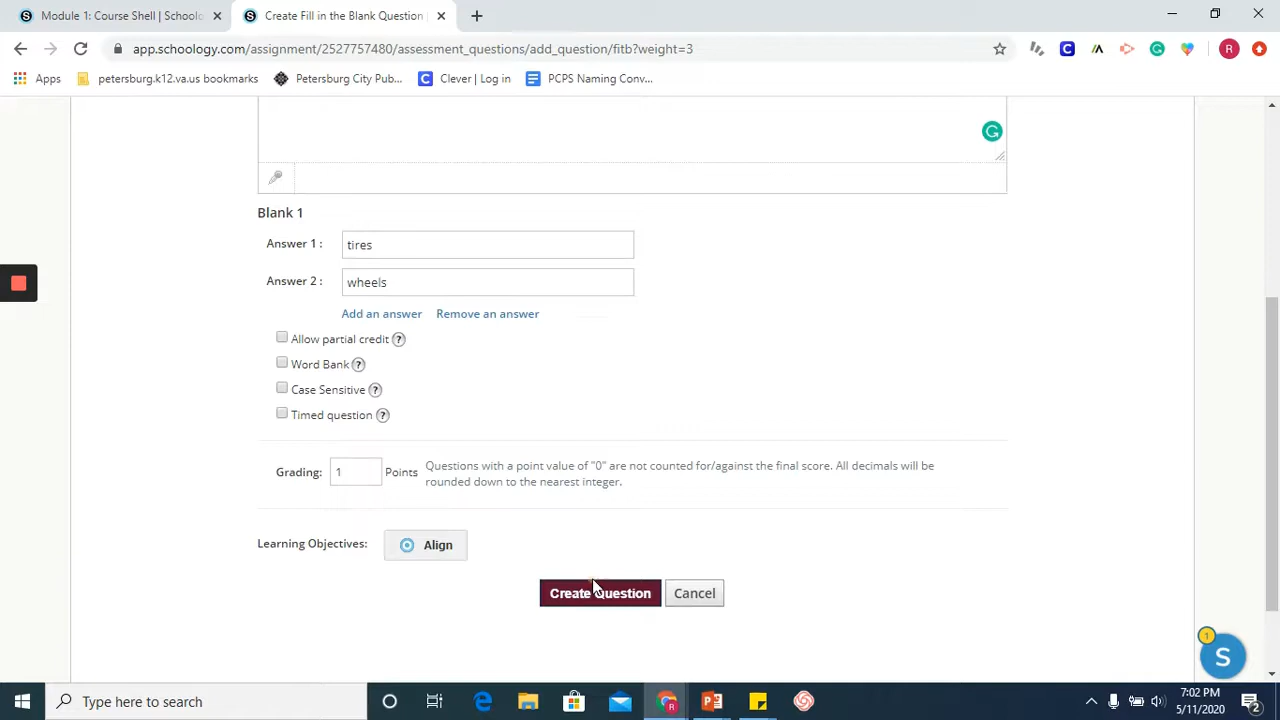 Module 1: Course Shell | Schoolo
Create Fill in the Blank Question
app.schoology.com/assignment/2527757480/assessment_questions/add_question/fitb?weight=3
Apps
petersburg.k12.va.us bookmarks
Petersburg City Pub...
Clever | Log in
PCPS Naming Conv...
Blank 1
Answer 1 :
tires
Answer 2 :
wheels
Add an answer
Remove an answer
Allow partial credit ?
Word Bank ?
Case Sensitive ?
Timed question ?
Grading:
1
Points
Questions with a point value of "0" are not counted for/against the final score. All decimals will be
rounded down to the nearest integer.
Learning Objectives:
Align
Create Question
Cancel
1
S
Type here to search
7:02 PM
5/11/2020
2